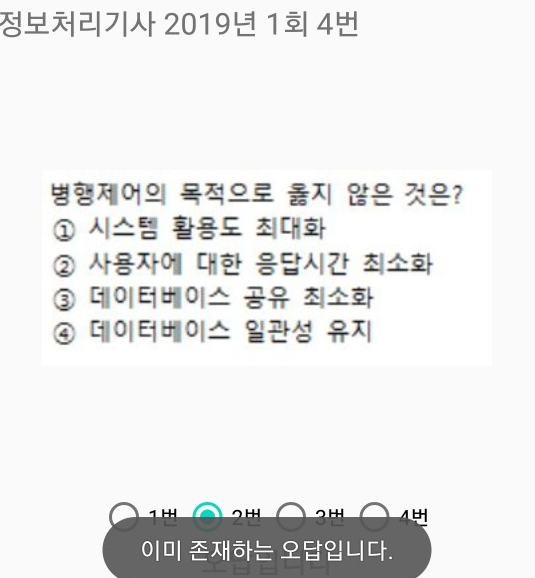 정보처리기사 2019년 1회 4번
병행제어의 목적으로 옳지 않은 것은?
① 시스템 활용도 최대화
② 사용자에 대한 응답시간 최소화
③ 데이터베이스 공유 최소화
④ 데이터베이스 일관성 유지
1번 2번 3번 4번
이미 존재하는 오답입니다.